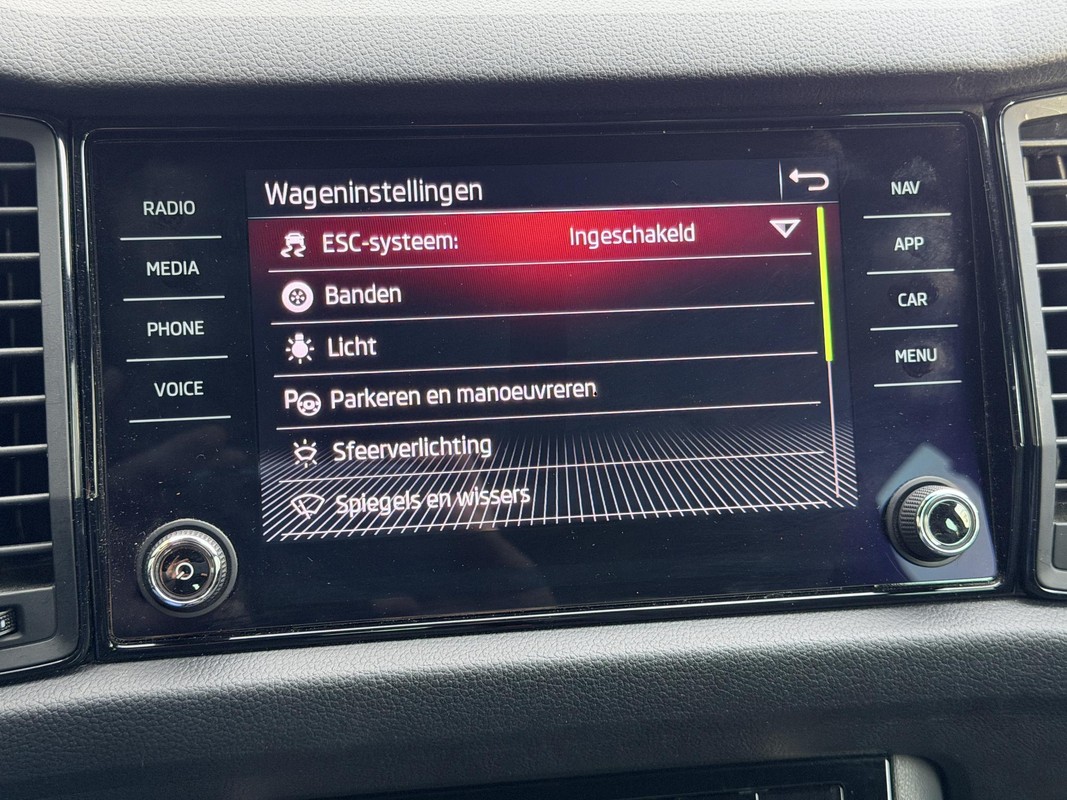 RADIO
MEDIA
PHONE
VOICE
Wageninstellingen
ESC-systeem: Ingeschakeld
Banden
Licht
P Parkeren en manoeuvreren
Sfeerverlichting
Spiegels en wissers
NAV
APP
CAR
MENU